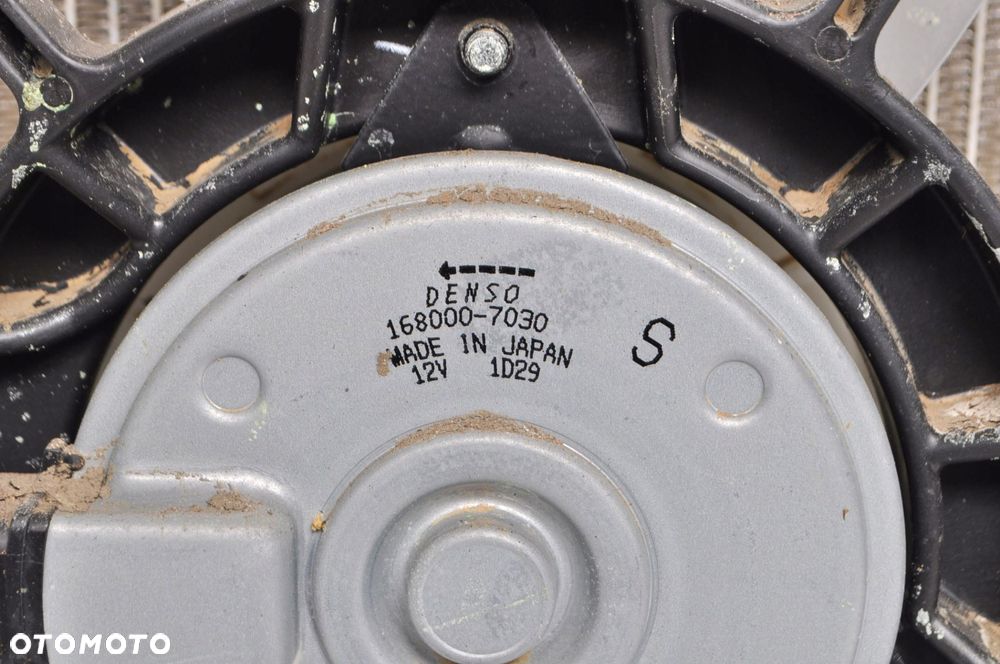 DENSO
168000-7030
MADE IN JAPAN
12V 1D29
S
OTOMOTO